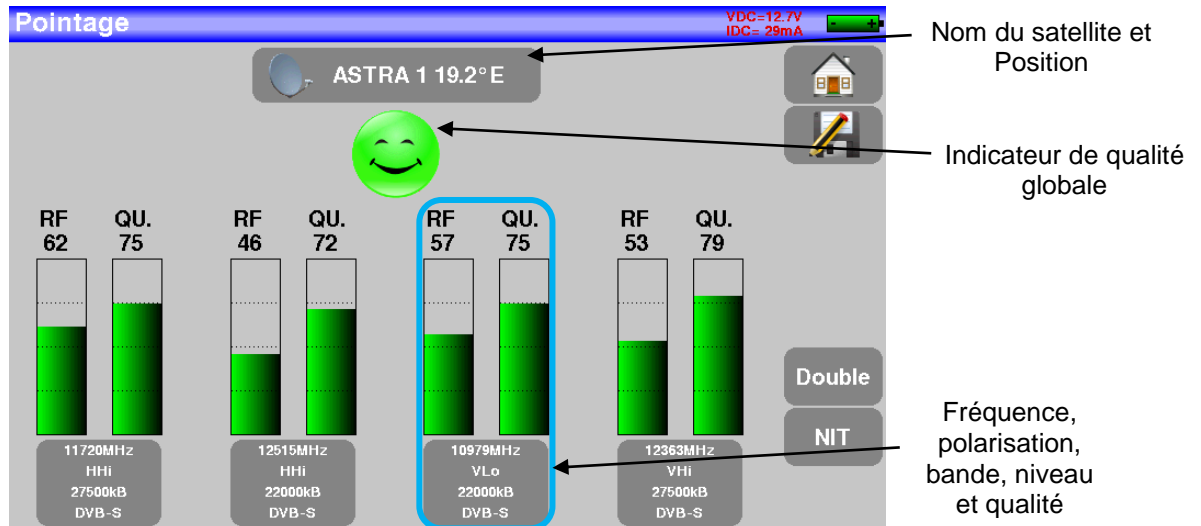 Pointage
VDC=12.7V
IDC= 29mA
- +
ASTRA 1 19.2° E
Nom du satellite et
Position
Indicateur de qualité
globale
RF QU. RF QU. RF QU. RF QU.
62 75 46 72 57 75 53 79
Double
NIT
11720MHz
HHi
27500kB
DVB-S
12515MHz
HHi
22000kB
DVB-S
10979MHz
VLo
22000kB
DVB-S
12363MHz
VHi
27500kB
DVB-S
Fréquence,
polarisation,
bande, niveau
et qualité